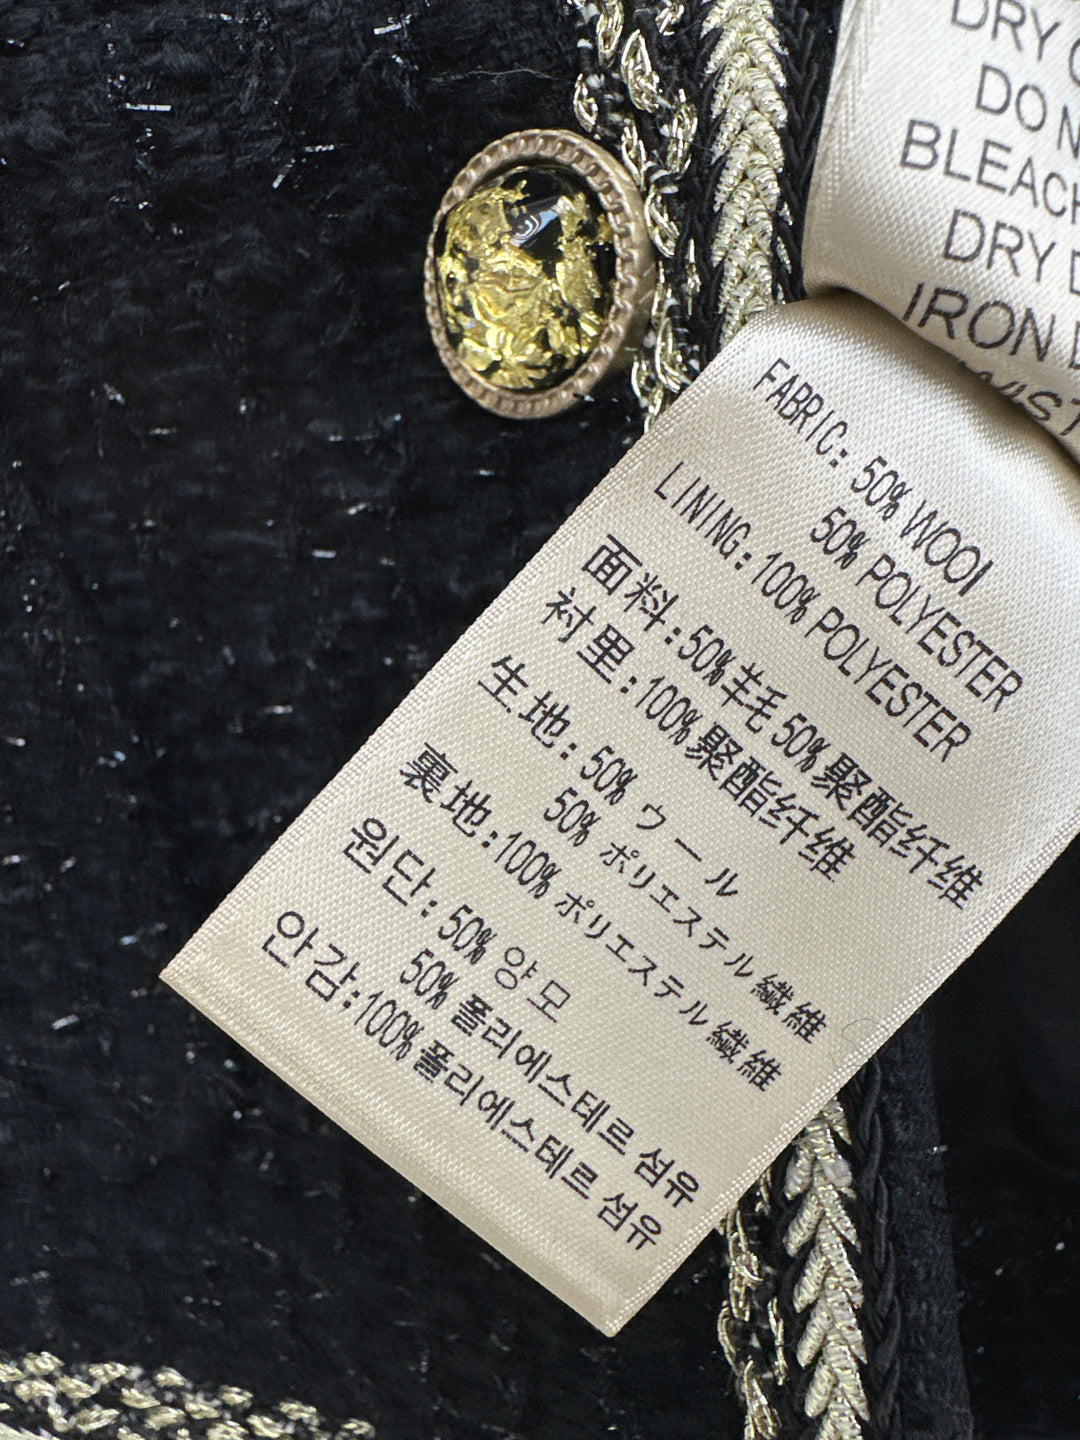 DRY
DO
BLEACH
DRY
IRON
FABRIC: 50% WOOl
50% POLYESTER
LINING: 100% POLYESTER
面料:50%羊毛 50%聚酯纤维
衬里:100%聚酯纤维
生地: 50% ウール
50% ポリエステル繊維
裏地:100% ポリエステル繊維
원단: 50% 양모
50% 폴리에스테르 섬유
안감:100% 폴리에스테르 섬유